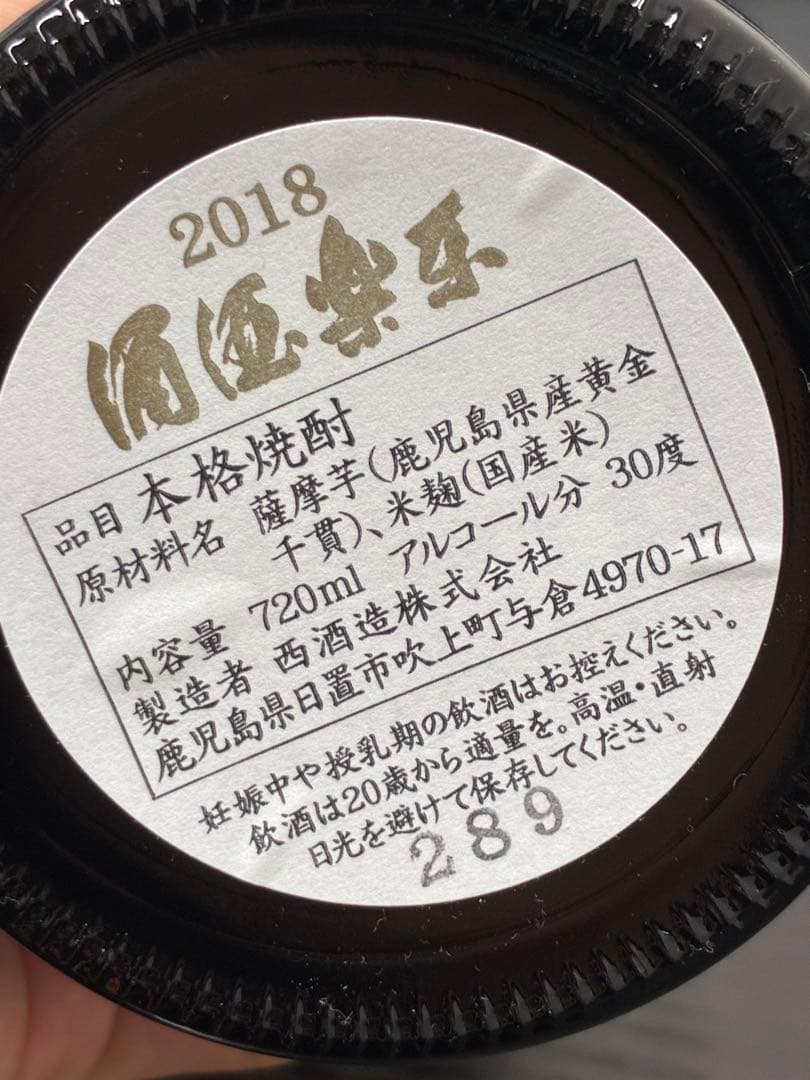 2018
品目 本格焼酎
原材料名 薩摩芋(鹿児島県産黄金
千貫)、米麹(国産米)
内容量 720ml アルコール分 30度
製造者 西酒造株式会社
鹿児島県日置市吹上町与倉4970-17
妊娠中や授乳期の飲酒はお控えください。
飲酒は20歳から適量を。高温・直射
日光を避けて保存してください。
289